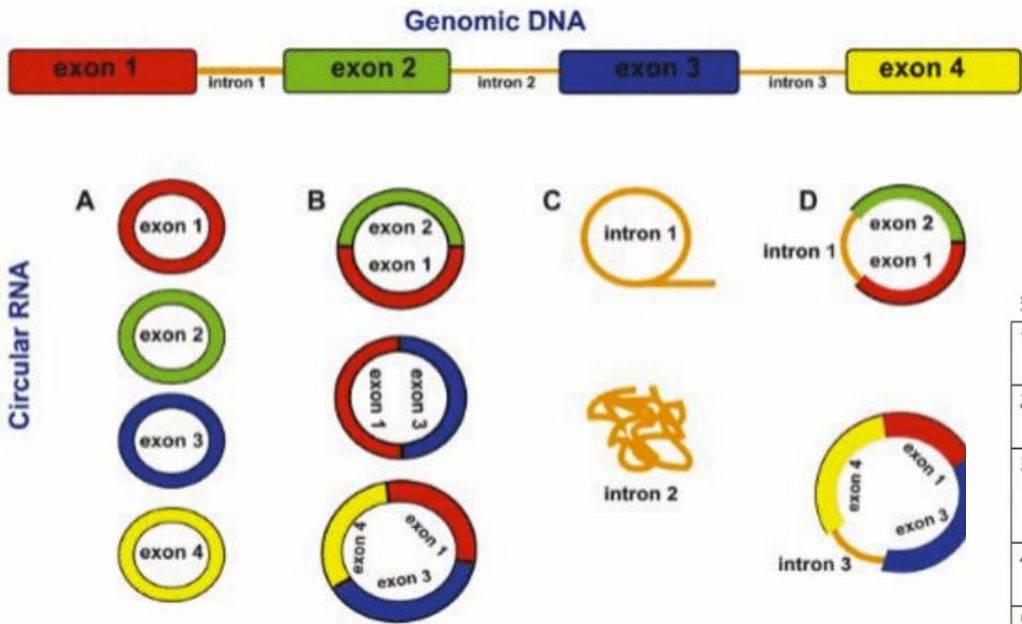 Genomic DNA
exon 1
intron 1
exon 2
intron 2
exon 3
intron 3
exon 4
Circular RNA
A
exon 1
exon 2
exon 3
exon 4
B
exon 2
exon 1
exon 1
exon 3
exon 4
exon 1
exon 3
C
intron 1
intron 2
D
exon 2
intron 1
exon 1
exon 4
exon 1
exon 3
intron 3